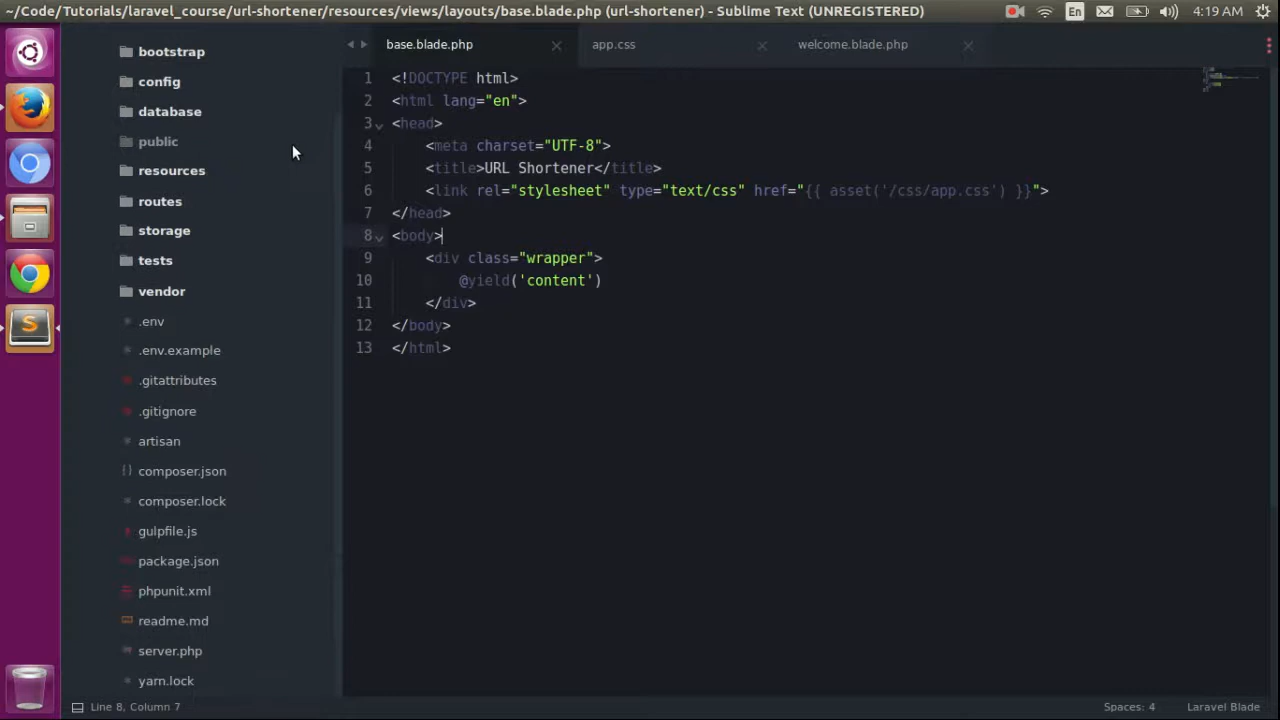 ~/Code/Tutorials/laravel_course/url-shortener/resources/views/layouts/base.blade.php (url-shortener) - Sublime Text (UNREGISTERED)
En
4:19 AM
bootstrap
config
database
public
resources
routes
storage
tests
vendor
.env
.env.example
.gitattributes
.gitignore
artisan
composer.json
composer.lock
gulpfile.js
package.json
phpunit.xml
readme.md
server.php
yarn.lock
base.blade.php
app.css
welcome.blade.php
1 <!DOCTYPE html>
2 <html lang="en">
3 <head>
4 <meta charset="UTF-8">
5 <title>URL Shortener</title>
6 <link rel="stylesheet" type="text/css" href="{{ asset('/css/app.css') }}">
7 </head>
8 <body>
9 <div class="wrapper">
10 @yield('content')
11 </div>
12 </body>
13 </html>
Line 8, Column 7
Spaces: 4
Laravel Blade